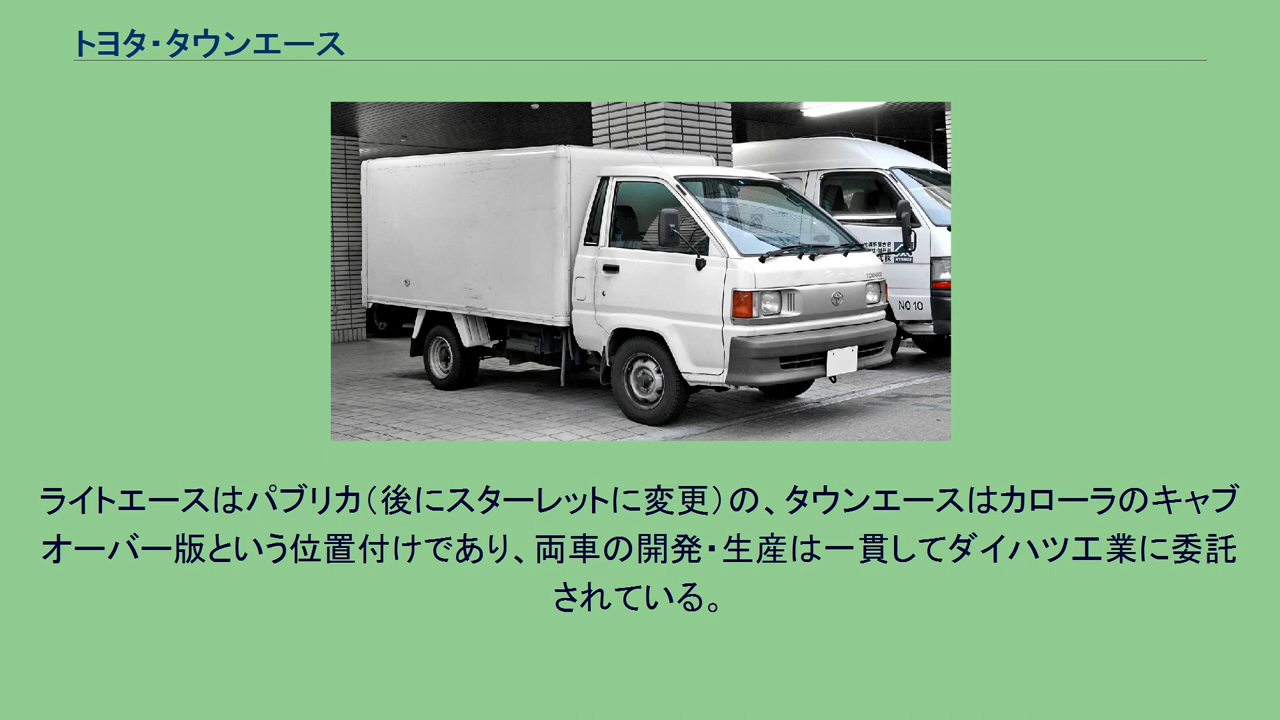 トヨタ・タウンエース
NO 10
ライトエースはパブリカ（後にスターレットに変更）の、タウンエースはカローラのキャブ
オーバー版という位置付けであり、両車の開発・生産は一貫してダイハツ工業に委託
されている。